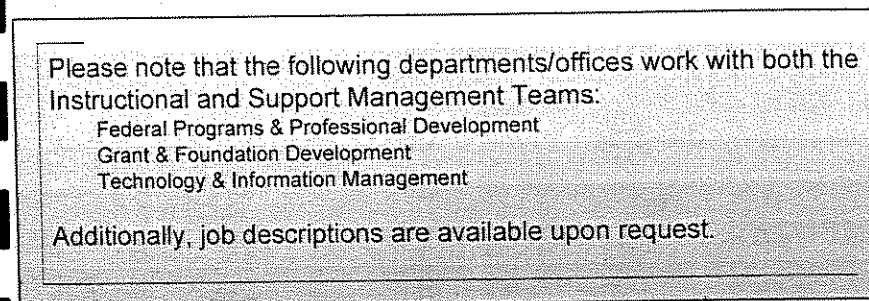 Please note that the following departments/offices work with both the
Instructional and Support Management Teams:
Federal Programs & Professional Development
Grant & Foundation Development
Technology & Information Management
Additionally, job descriptions are available upon request.